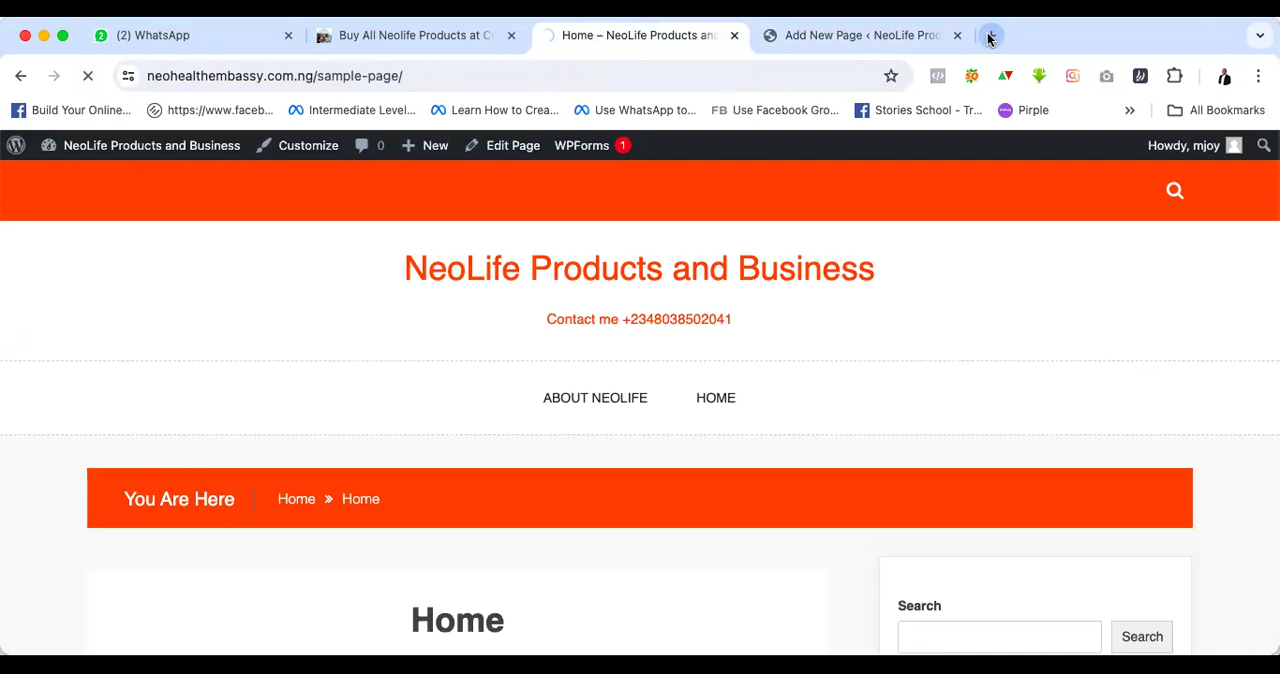 (2) WhatsApp
Buy All Neolife Products at C
Home – NeoLife Products an
Add New Page ‹ NeoLife Pro
neohealthembassy.com.ng/sample-page/
Build Your Online...
https://www.faceb...
Intermediate Level...
Learn How to Crea...
Use WhatsApp to...
FB Use Facebook Gro...
Stories School - Tr...
Pirple
»
All Bookmarks
NeoLife Products and Business
Customize
0
New
Edit Page
WPForms 1
Howdy, mjoy
NeoLife Products and Business
Contact me +2348038502041
ABOUT NEOLIFE
HOME
You Are Here
Home » Home
Home
Search
Search